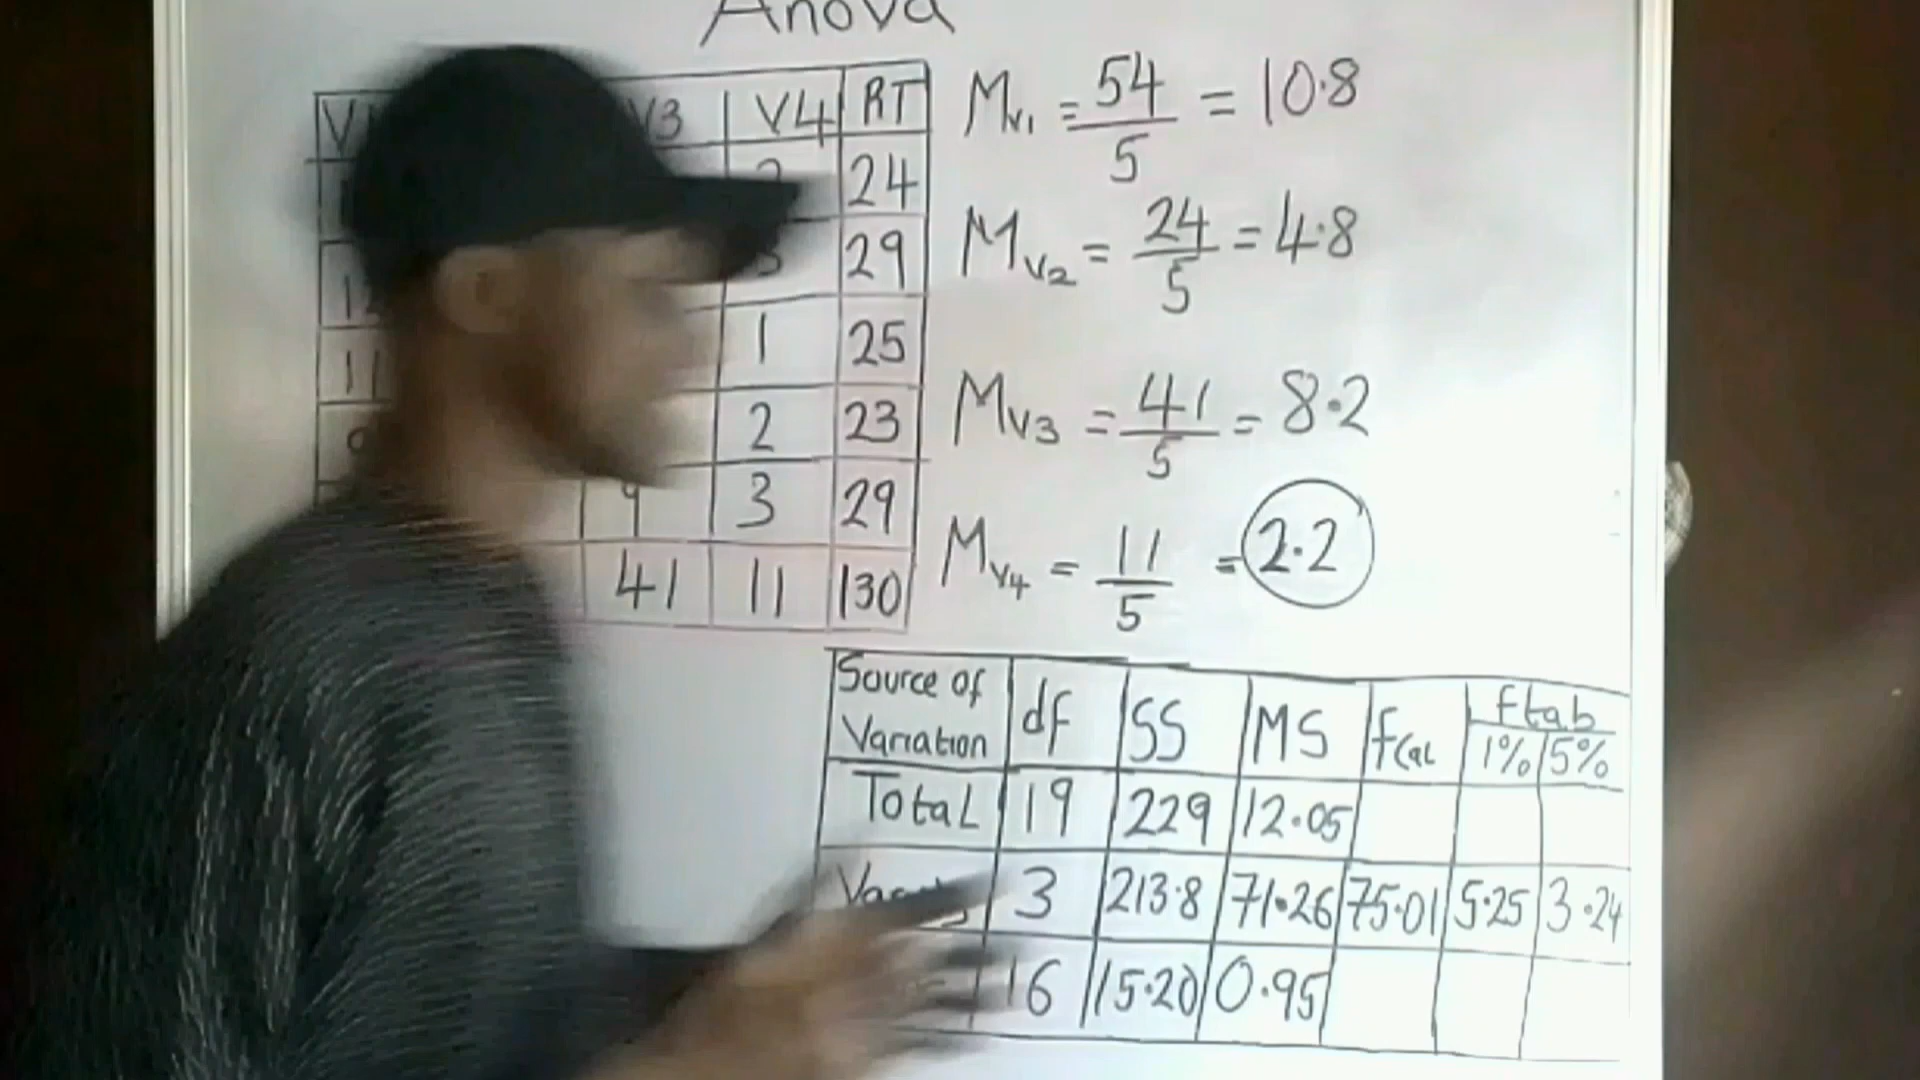 Anova
V3 V4 RT
24
29
1 25
2 23
9 3 29
41 11 130
Mv1 = 54/5 = 10.8
Mv2 = 24/5 = 4.8
Mv3 = 41/5 = 8.2
Mv4 = 11/5 = 2.2
Source of Variation df SS MS fcal ftab
1% 5%
Total 19 229 12.05
3 213.8 71.26 75.01 5.25 3.24
16 15.20 0.95